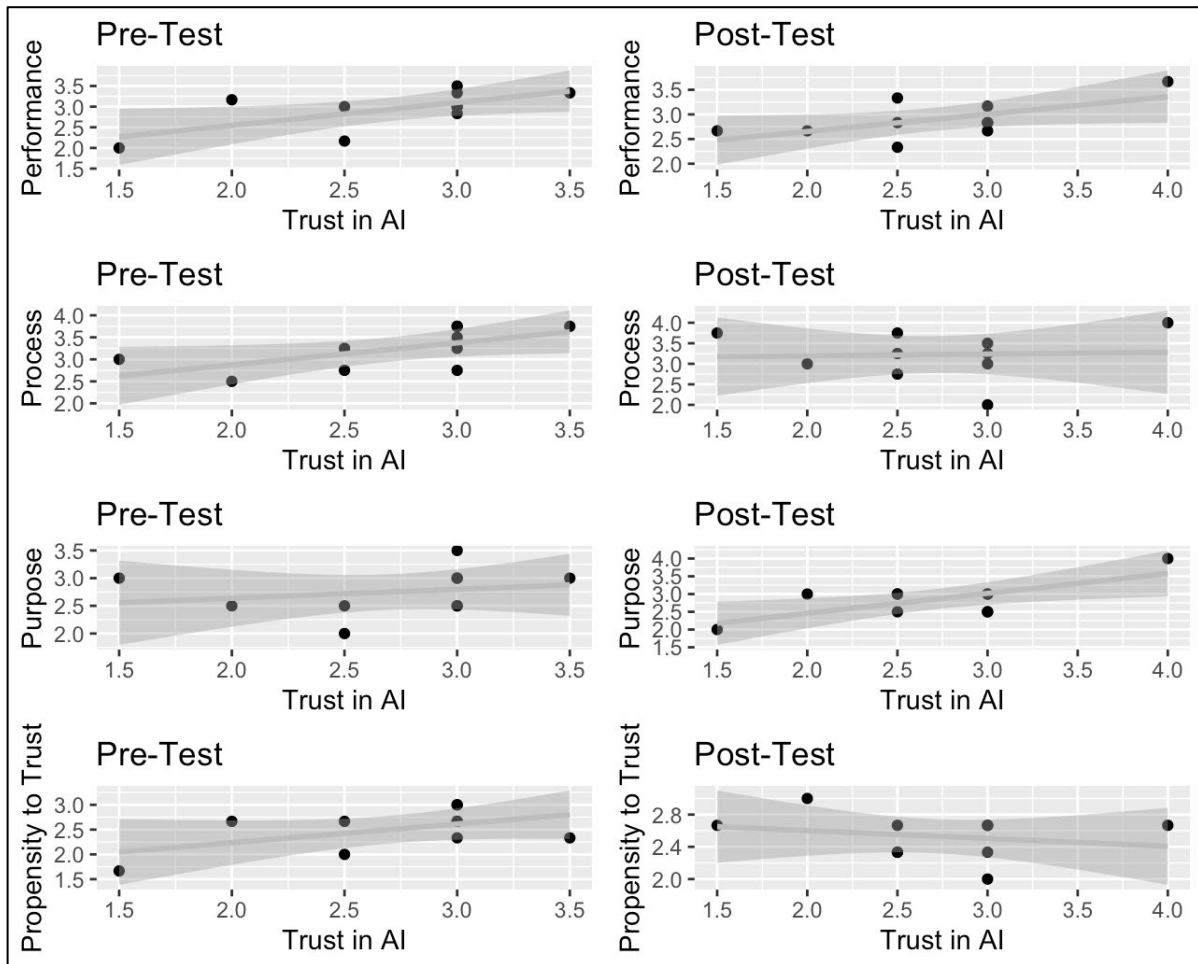 Pre-Test
Performance
3.5
3.0
2.5
2.0
1.5
1.5 2.0 2.5 3.0 3.5
Trust in AI
Post-Test
Performance
3.5
3.0
2.5
2.0
1.5 2.0 2.5 3.0 3.5 4.0
Trust in AI
Pre-Test
Process
4.0
3.5
3.0
2.5
2.0
1.5 2.0 2.5 3.0 3.5
Trust in AI
Post-Test
Process
4.0
3.5
3.0
2.5
2.0
1.5 2.0 2.5 3.0 3.5 4.0
Trust in AI
Pre-Test
Purpose
3.5
3.0
2.5
2.0
1.5 2.0 2.5 3.0 3.5
Trust in AI
Post-Test
Purpose
4.0
3.5
3.0
2.5
2.0
1.5
1.5 2.0 2.5 3.0 3.5 4.0
Trust in AI
Pre-Test
Propensity to Trust
3.0
2.5
2.0
1.5
1.5 2.0 2.5 3.0 3.5
Trust in AI
Post-Test
Propensity to Trust
2.8
2.4
2.0
1.5 2.0 2.5 3.0 3.5 4.0
Trust in AI